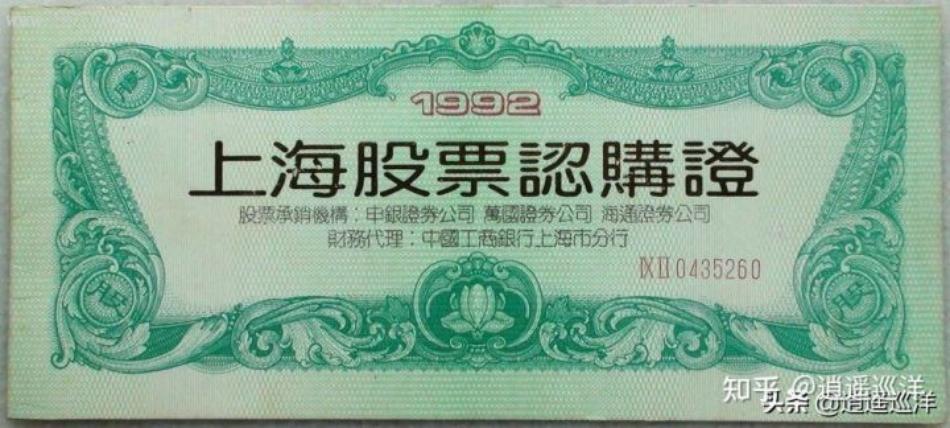 1992
上海股票認購證
股票承銷機構：申銀證券公司 萬國證券公司 海通證券公司
財務代理：中國工商銀行上海市分行
IX II 0435260
知乎 @逍遥巡洋
头条 @逍遥巡洋